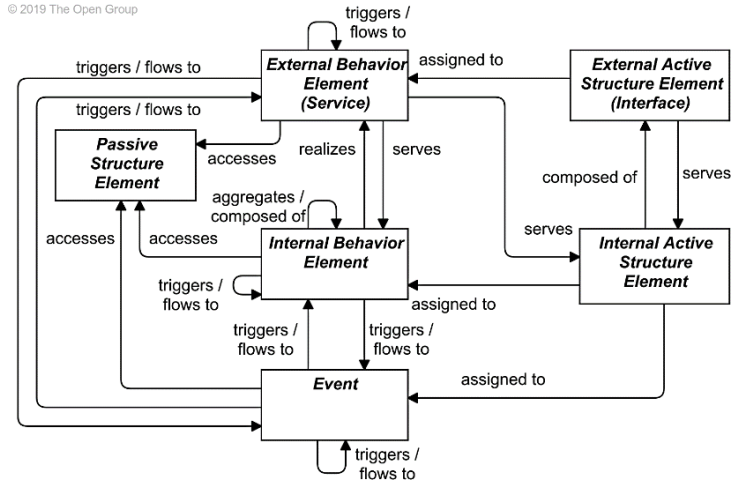 © 2019 The Open Group
triggers /
flows to
triggers / flows to
External Behavior
Element
(Service)
assigned to
External Active
Structure Element
(Interface)
triggers / flows to
Passive
Structure
Element
accesses
realizes
serves
composed of
serves
aggregates /
composed of
accesses
accesses
Internal Behavior
Element
serves
Internal Active
Structure
Element
triggers /
flows to
assigned to
triggers /
flows to
triggers /
flows to
Event
assigned to
triggers /
flows to